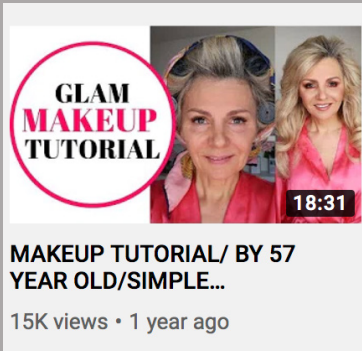 GLAM
MAKEUP
TUTORIAL
18:31
MAKEUP TUTORIAL/ BY 57
YEAR OLD/SIMPLE...
15K views • 1 year ago